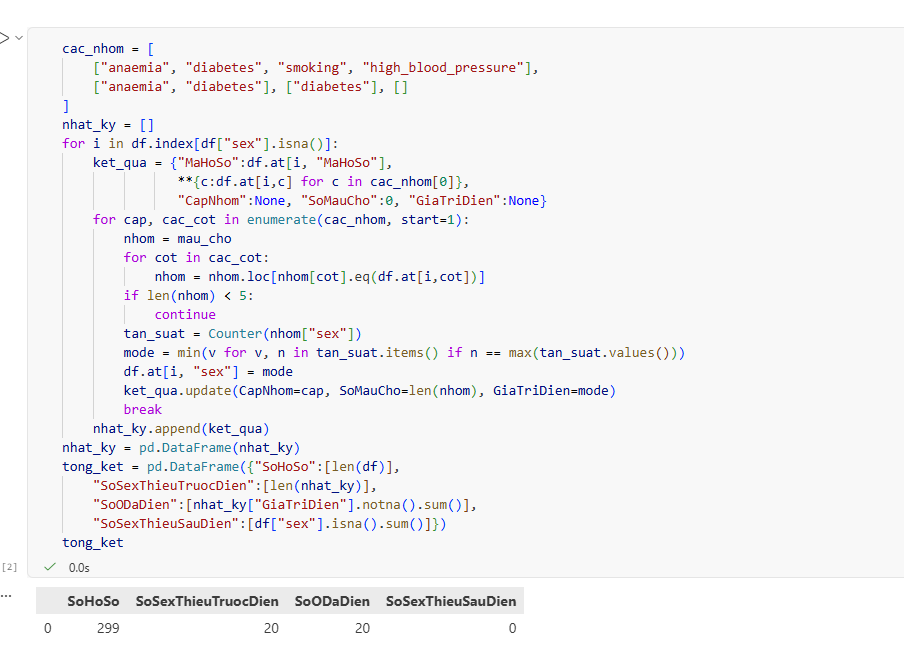 cac_nhom = [
    ["anaemia", "diabetes", "smoking", "high_blood_pressure"],
    ["anaemia", "diabetes"], ["diabetes"], []
]
nhat_ky = []
for i in df.index[df["sex"].isna()]:
    ket_qua = {"MaHoSo":df.at[i, "MaHoSo"],
               **{c:df.at[i,c] for c in cac_nhom[0]},
               "CapNhom":None, "SoMauCho":0, "GiaTriDien":None}
    for cap, cac_cot in enumerate(cac_nhom, start=1):
        nhom = mau_cho
        for cot in cac_cot:
            nhom = nhom.loc[nhom[cot].eq(df.at[i,cot])]
        if len(nhom) < 5:
            continue
        tan_suat = Counter(nhom["sex"])
        mode = min(v for v, n in tan_suat.items() if n == max(tan_suat.values()))
        df.at[i, "sex"] = mode
        ket_qua.update(CapNhom=cap, SoMauCho=len(nhom), GiaTriDien=mode)
        break
    nhat_ky.append(ket_qua)
nhat_ky = pd.DataFrame(nhat_ky)
tong_ket = pd.DataFrame({"SoHoSo":[len(df)],
    "SoSexThieuTruocDien":[len(nhat_ky)],
    "SoODaDien":[nhat_ky["GiaTriDien"].notna().sum()],
    "SoSexThieuSauDien":[df["sex"].isna().sum()]})
tong_ket
[2] 0.0s
... SoHoSo SoSexThieuTruocDien SoODaDien SoSexThieuSauDien
0 299 20 20 0